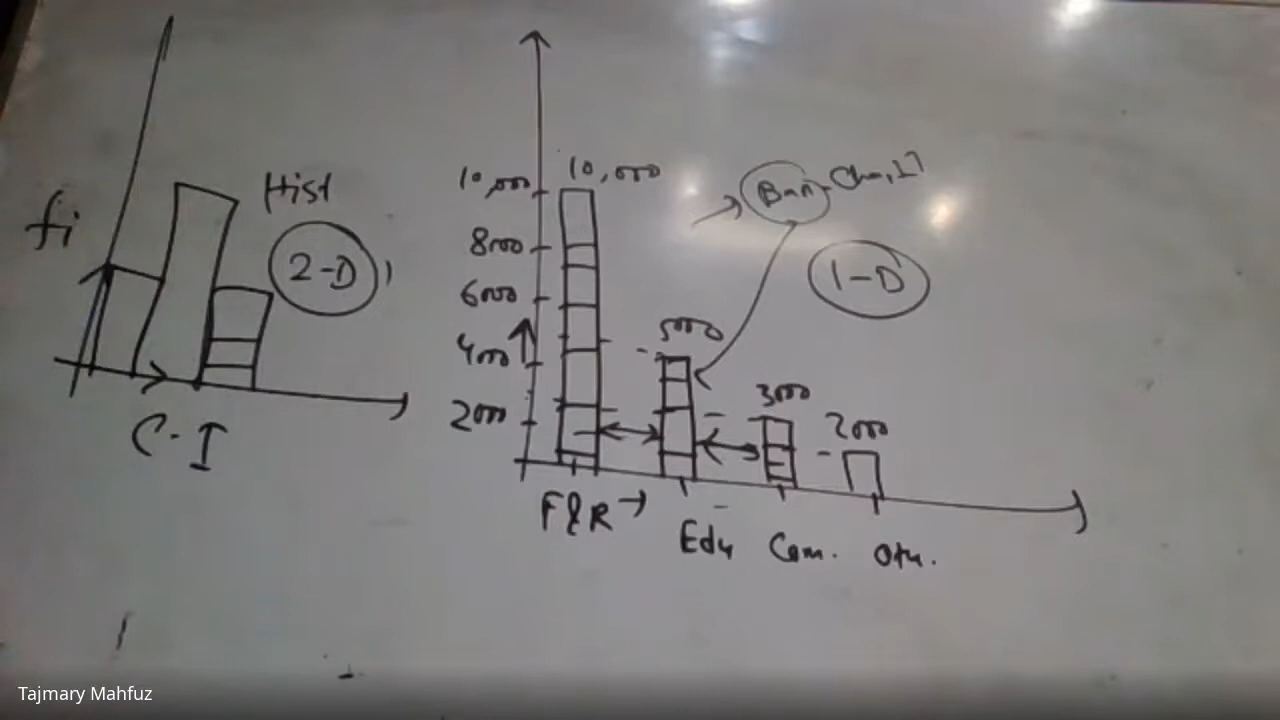 fi
Hist
2-D
C-I
10,000
10,000
8000
6000
4000
2000
Bar
1-D
5000
3000
2000
F&R
Edu
Com.
Oth.
Tajmary Mahfuz